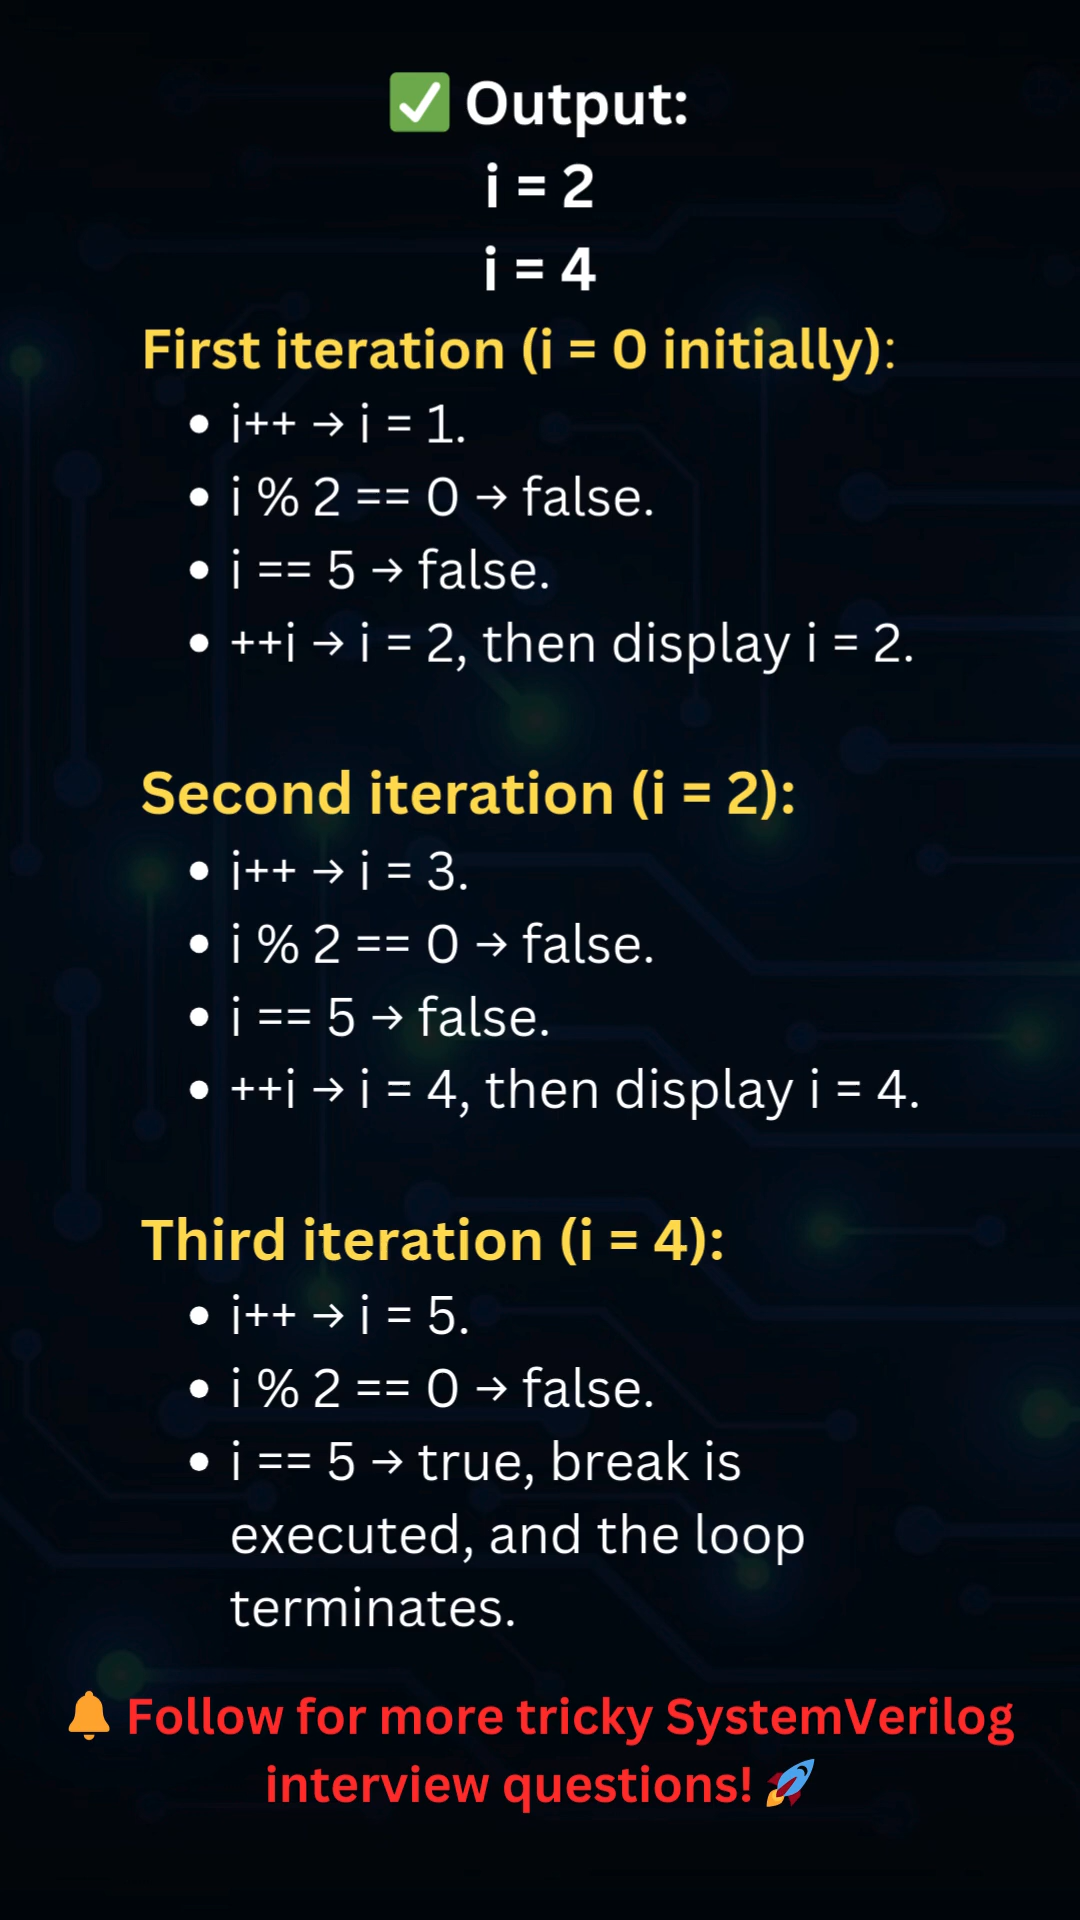 ✅ Output:
i = 2
i = 4
First iteration (i = 0 initially):
• i++ → i = 1.
• i % 2 == 0 → false.
• i == 5 → false.
• ++i → i = 2, then display i = 2.
Second iteration (i = 2):
• i++ → i = 3.
• i % 2 == 0 → false.
• i == 5 → false.
• ++i → i = 4, then display i = 4.
Third iteration (i = 4):
• i++ → i = 5.
• i % 2 == 0 → false.
• i == 5 → true, break is
executed, and the loop
terminates.
🔔 Follow for more tricky SystemVerilog
interview questions! 🚀